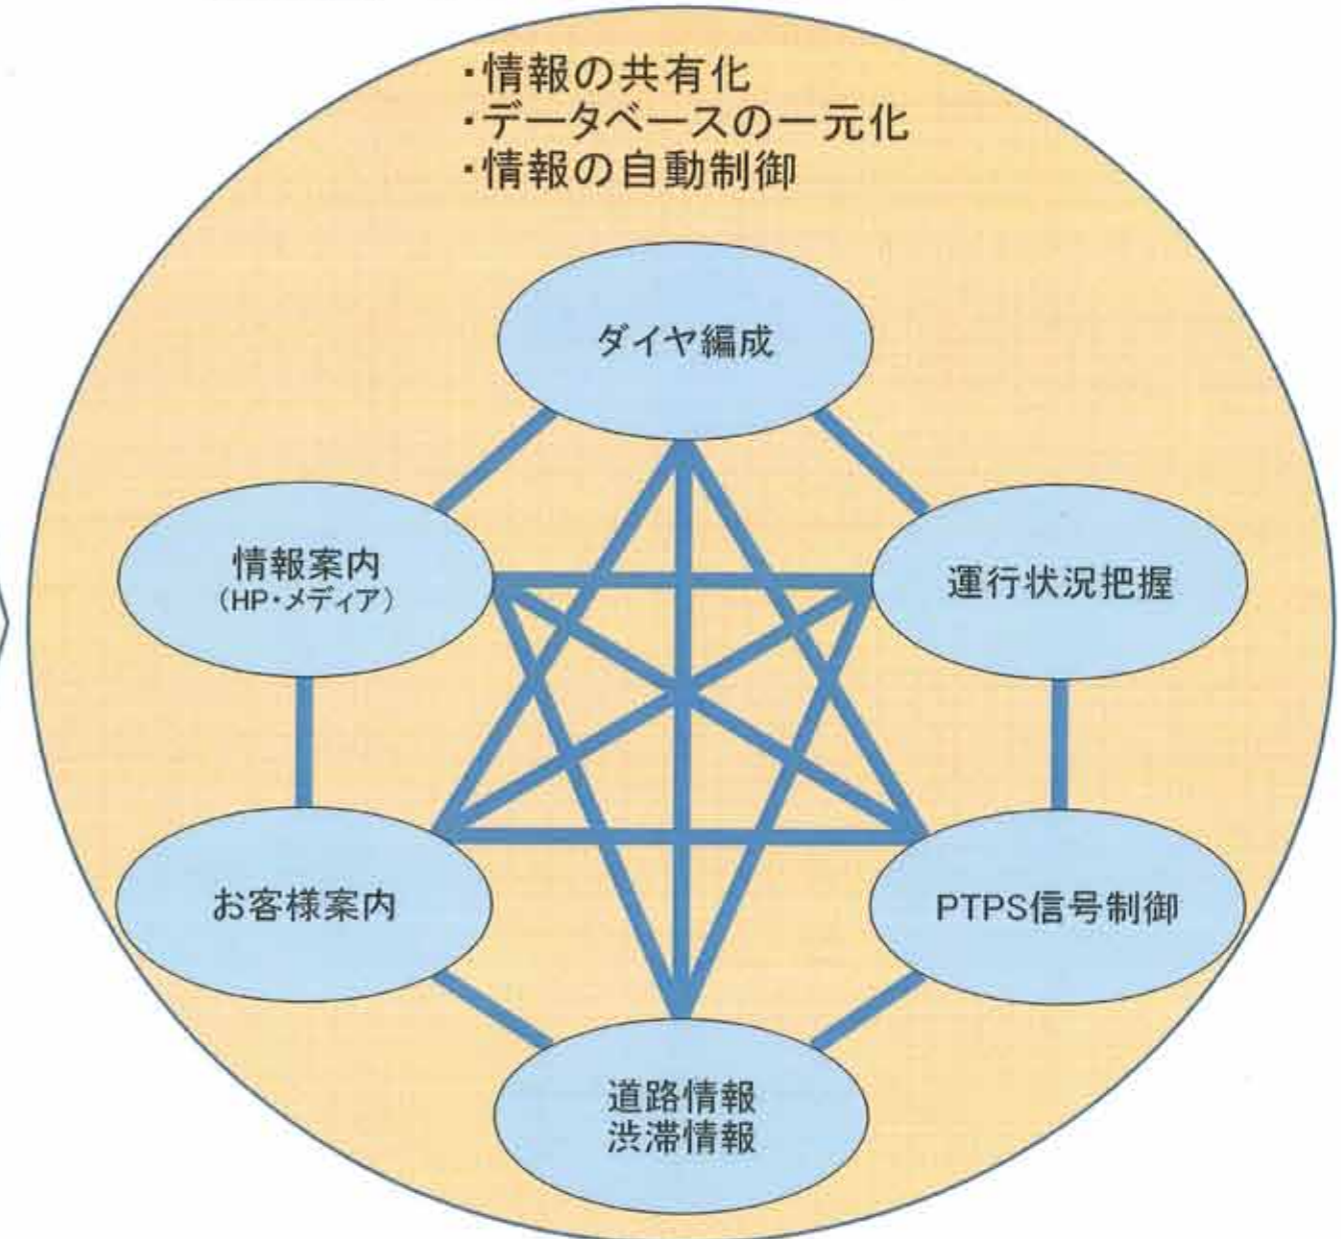 ・情報の共有化
・データベースの一元化
・情報の自動制御
ダイヤ編成
情報案内
（HP・メディア）
運行状況把握
お客様案内
PTPS信号制御
道路情報
渋滞情報